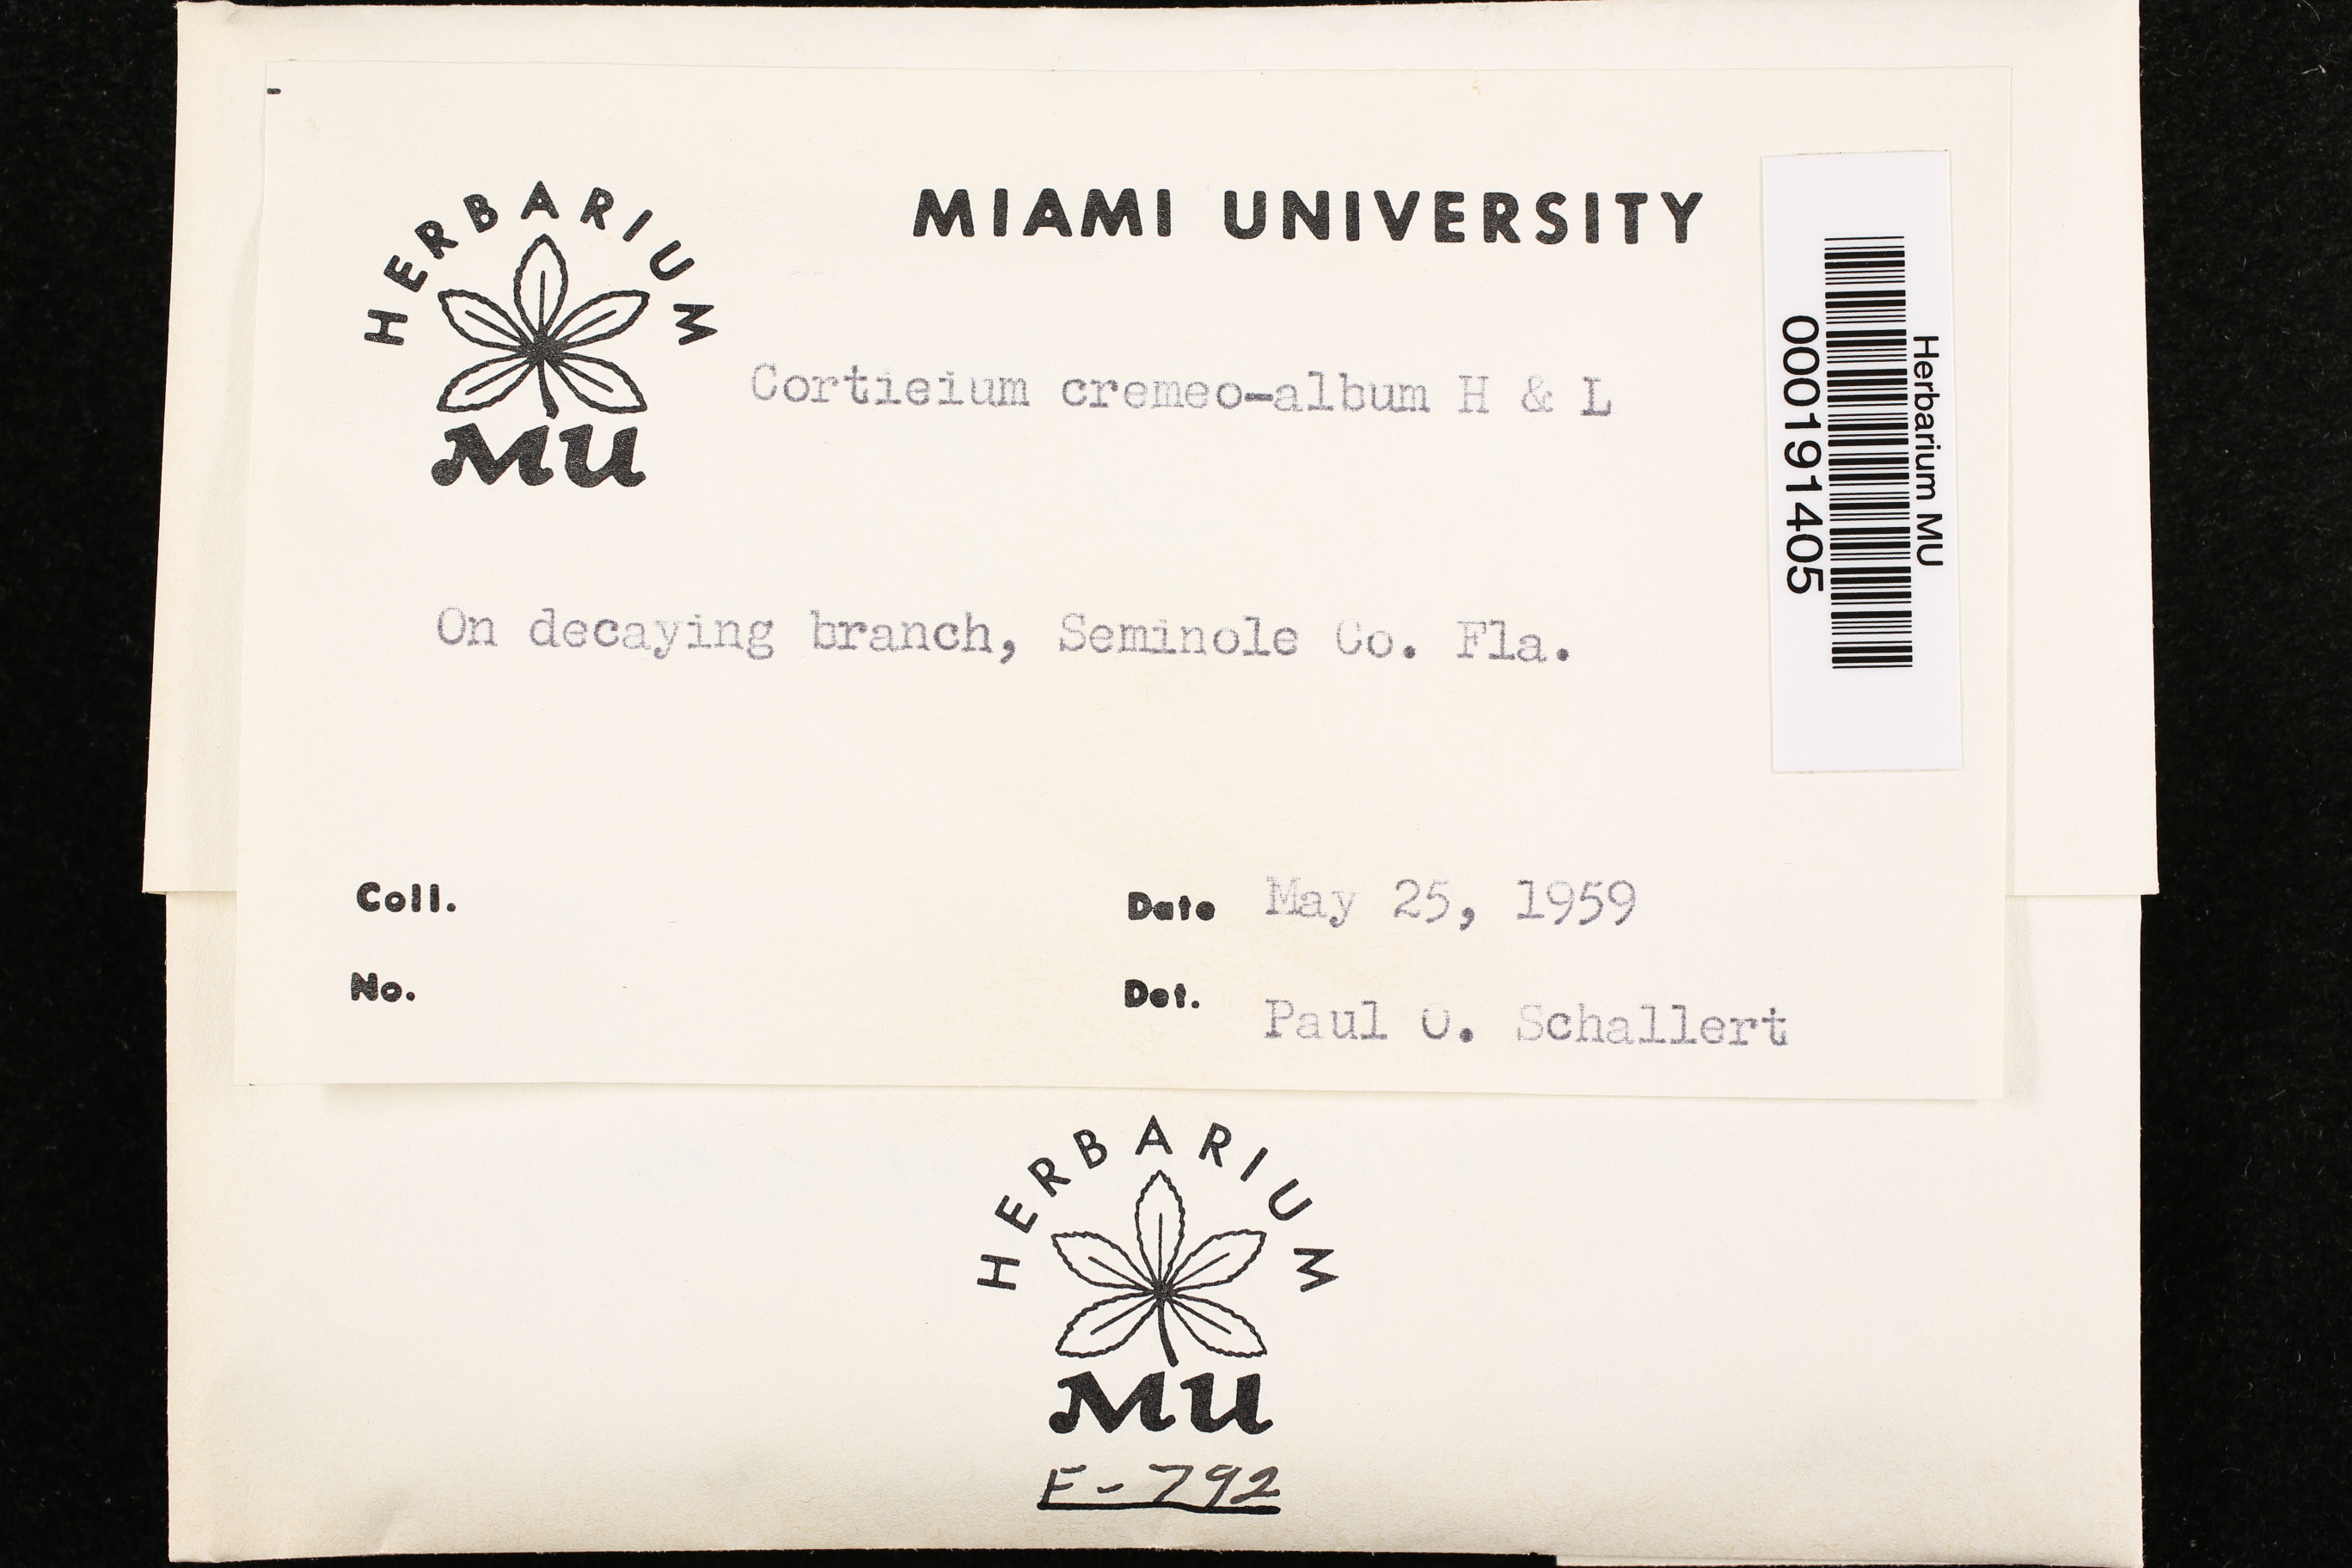 HERBARIUM
MU
MIAMI UNIVERSITY
Corticium cremeo-album H & L
On decaying branch, Seminole Co. Fla.
Coll.
Date May 25, 1959
No.
Det. Paul O. Schallert
Herbarium MU
000191405
HERBARIUM
MU
F-792